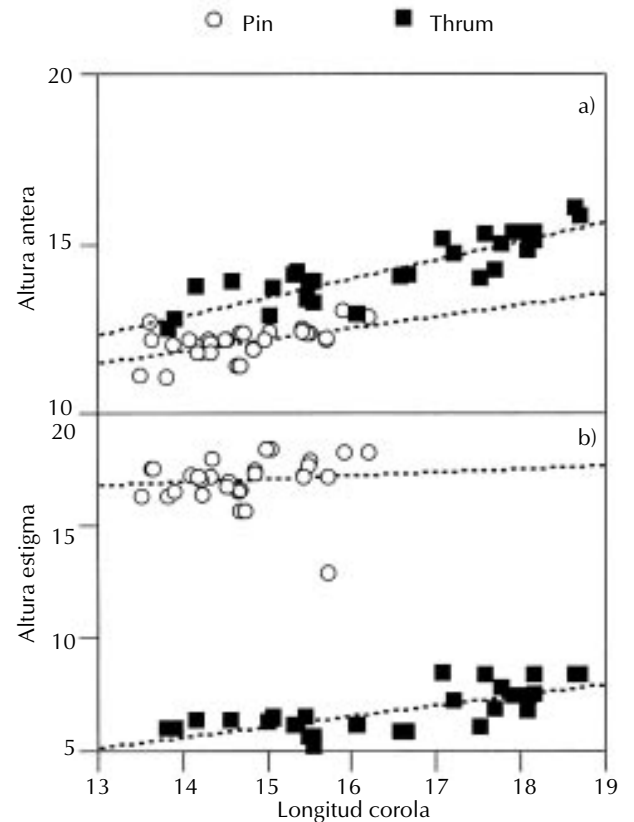 Pin Thrum
20
a)
Altura antera
15
10
20
b)
Altura estigma
15
10
5
13 14 15 16 17 18 19
Longitud corola